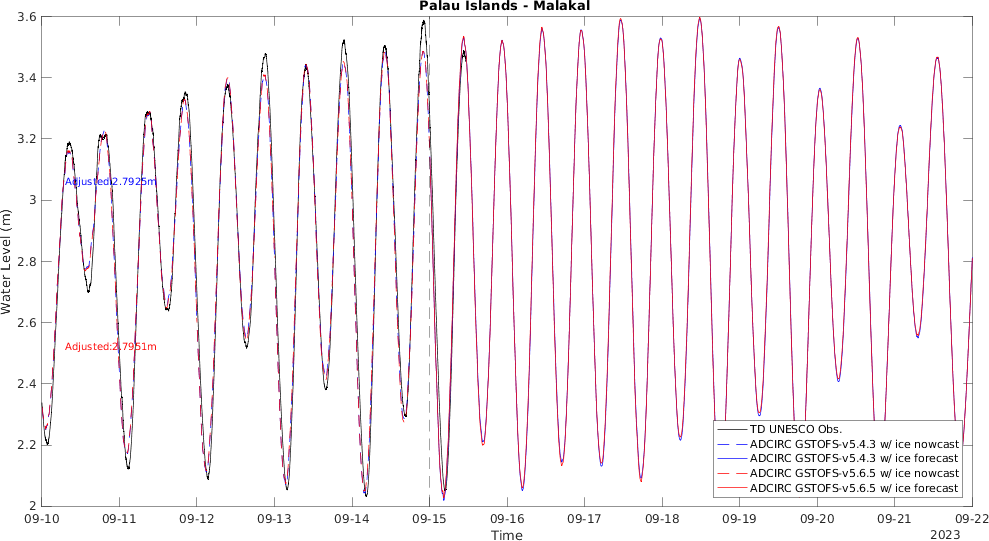 Palau Islands - Malakal
3.6
3.4
3.2
3
2.8
2.6
2.4
2.2
2
Water Level (m)
Adjusted:2.7925m
Adjusted:2.7951m
TD UNESCO Obs.
ADCIRC GSTOFS-v5.4.3 w/ ice nowcast
ADCIRC GSTOFS-v5.4.3 w/ ice forecast
ADCIRC GSTOFS-v5.6.5 w/ ice nowcast
ADCIRC GSTOFS-v5.6.5 w/ ice forecast
09-10 09-11 09-12 09-13 09-14 09-15 09-16 09-17 09-18 09-19 09-20 09-21 09-22
Time
2023